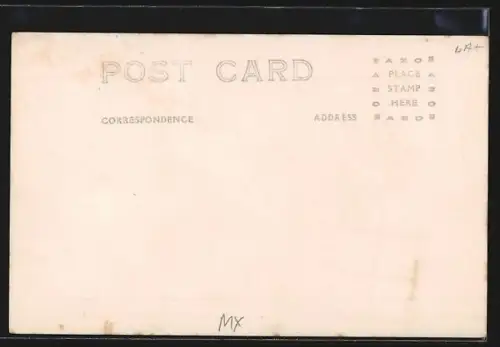 POST CARD
PLACE
STAMP
HERE
CORRESPONDENCE
ADDRESS
MX